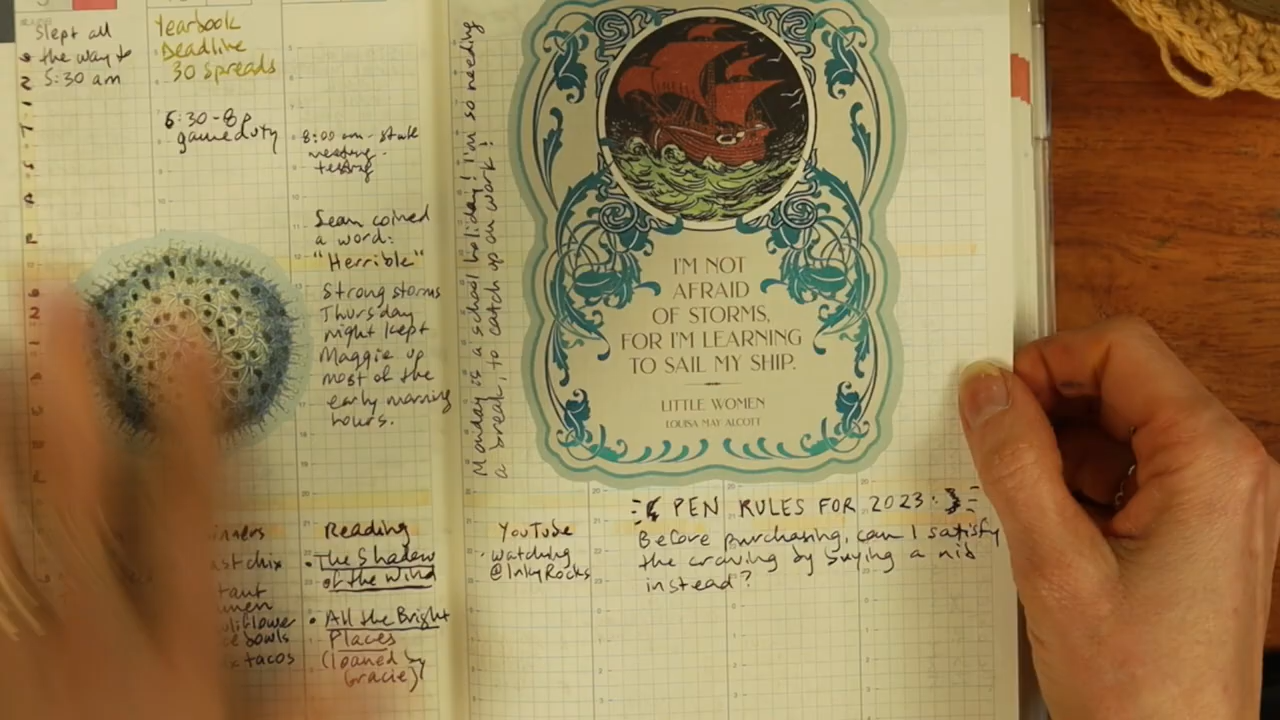 Slept all
the way to
5:30 am
Yearbook
Deadline
30 spreads
6:30-8p
game duty
8:00 am - state
meeting -
testing
Sean coined
a word:
"Herrible"
Strong storms
Thursday
night kept
Maggie up
most of the
early morning
hours.
Reading
• The Shadow
of the Wind
• All the Bright
Places
(loaned by
Gracie)
Monday is a school holiday! I'm so needing
a break, to catch up on work!
I'M NOT
AFRAID
OF STORMS,
FOR I'M LEARNING
TO SAIL MY SHIP.
LITTLE WOMEN
LOUISA MAY ALCOTT
YouTube
· watching
@InkyRocks
PEN RULES FOR 2023:
Before purchasing, can I satisfy
the craving by buying a nib
instead?
cauliflower
bowls
tacos